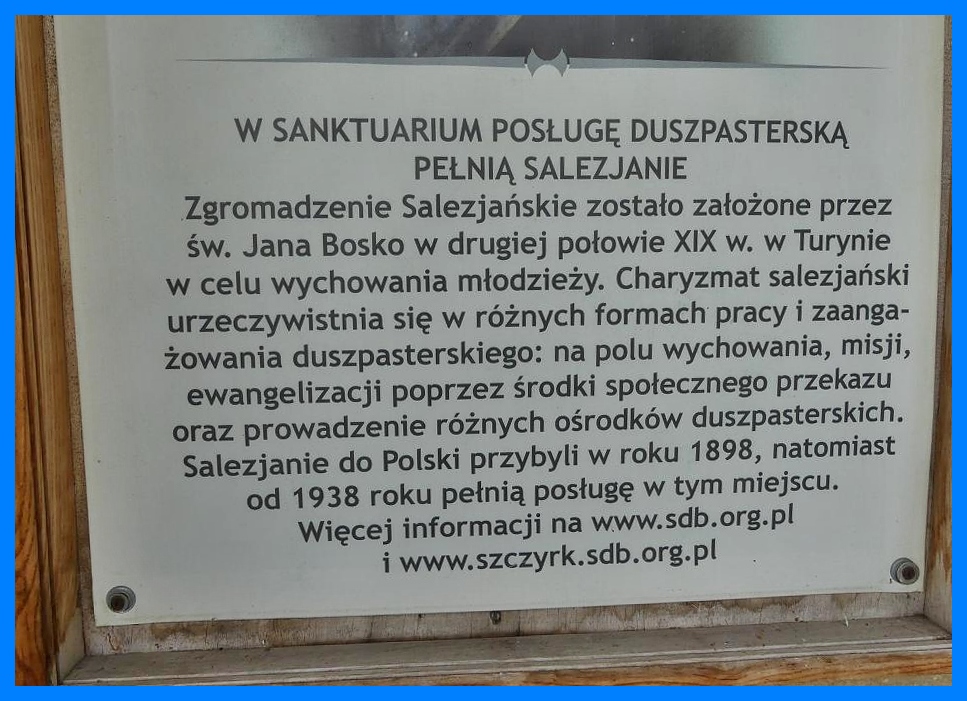 W SANKTUARIUM POSŁUGĘ DUSZPASTERSKĄ
PEŁNIĄ SALEZJANIE
Zgromadzenie Salezjańskie zostało założone przez
św. Jana Bosko w drugiej połowie XIX w. w Turynie
w celu wychowania młodzieży. Charyzmat salezjański
urzeczywistnia się w różnych formach pracy i zaanga-
żowania duszpasterskiego: na polu wychowania, misji,
ewangelizacji poprzez środki społecznego przekazu
oraz prowadzenie różnych ośrodków duszpasterskich.
Salezjanie do Polski przybyli w roku 1898, natomiast
od 1938 roku pełnią posługę w tym miejscu.
Więcej informacji na www.sdb.org.pl
i www.szczyrk.sdb.org.pl